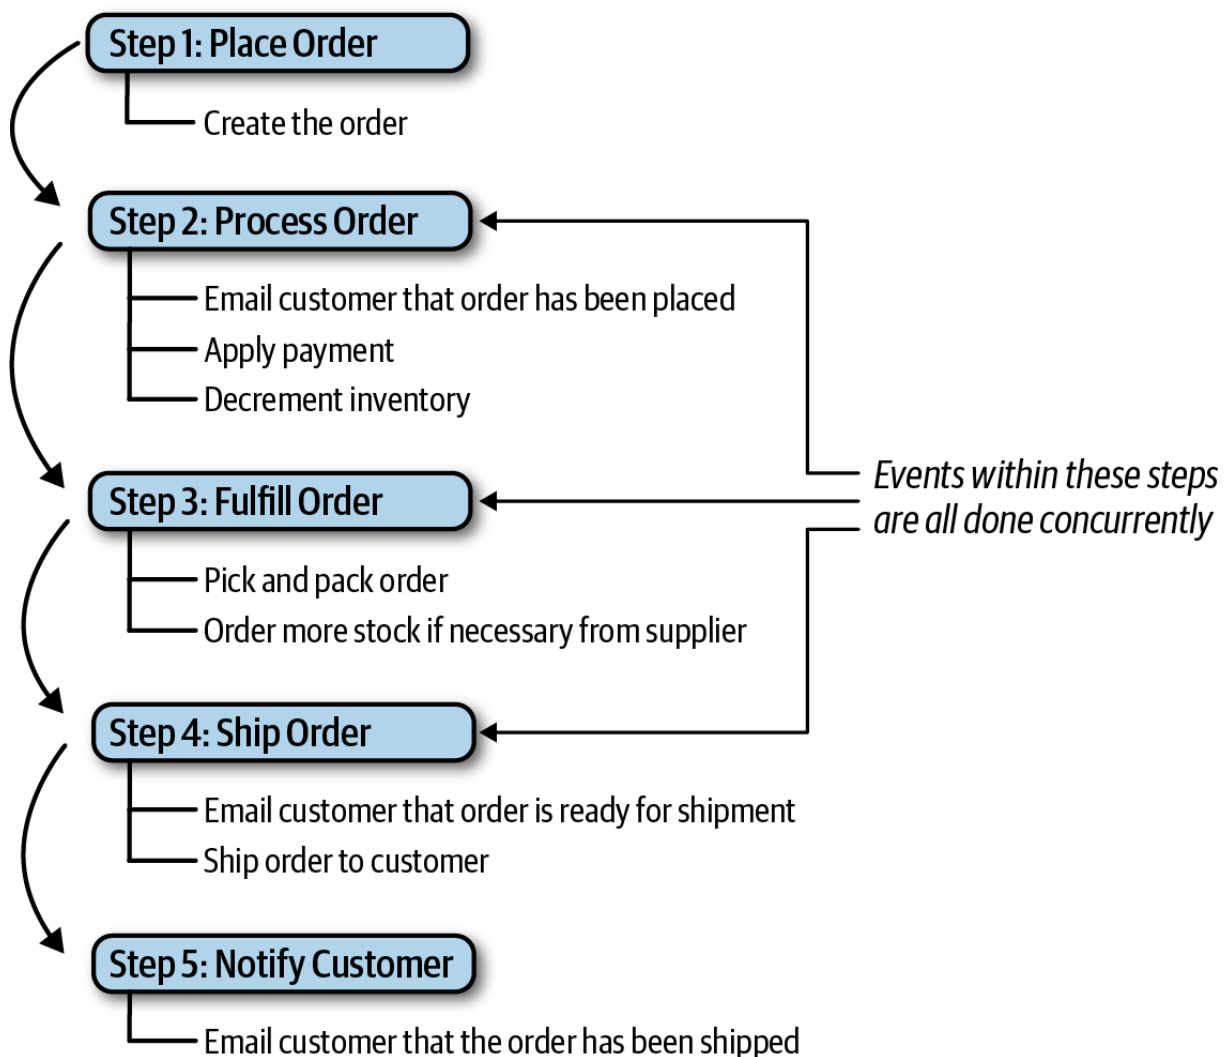 Step 1: Place Order
Create the order
Step 2: Process Order
Email customer that order has been placed
Apply payment
Decrement inventory
Events within these steps
are all done concurrently
Step 3: Fulfill Order
Pick and pack order
Order more stock if necessary from supplier
Step 4: Ship Order
Email customer that order is ready for shipment
Ship order to customer
Step 5: Notify Customer
Email customer that the order has been shipped